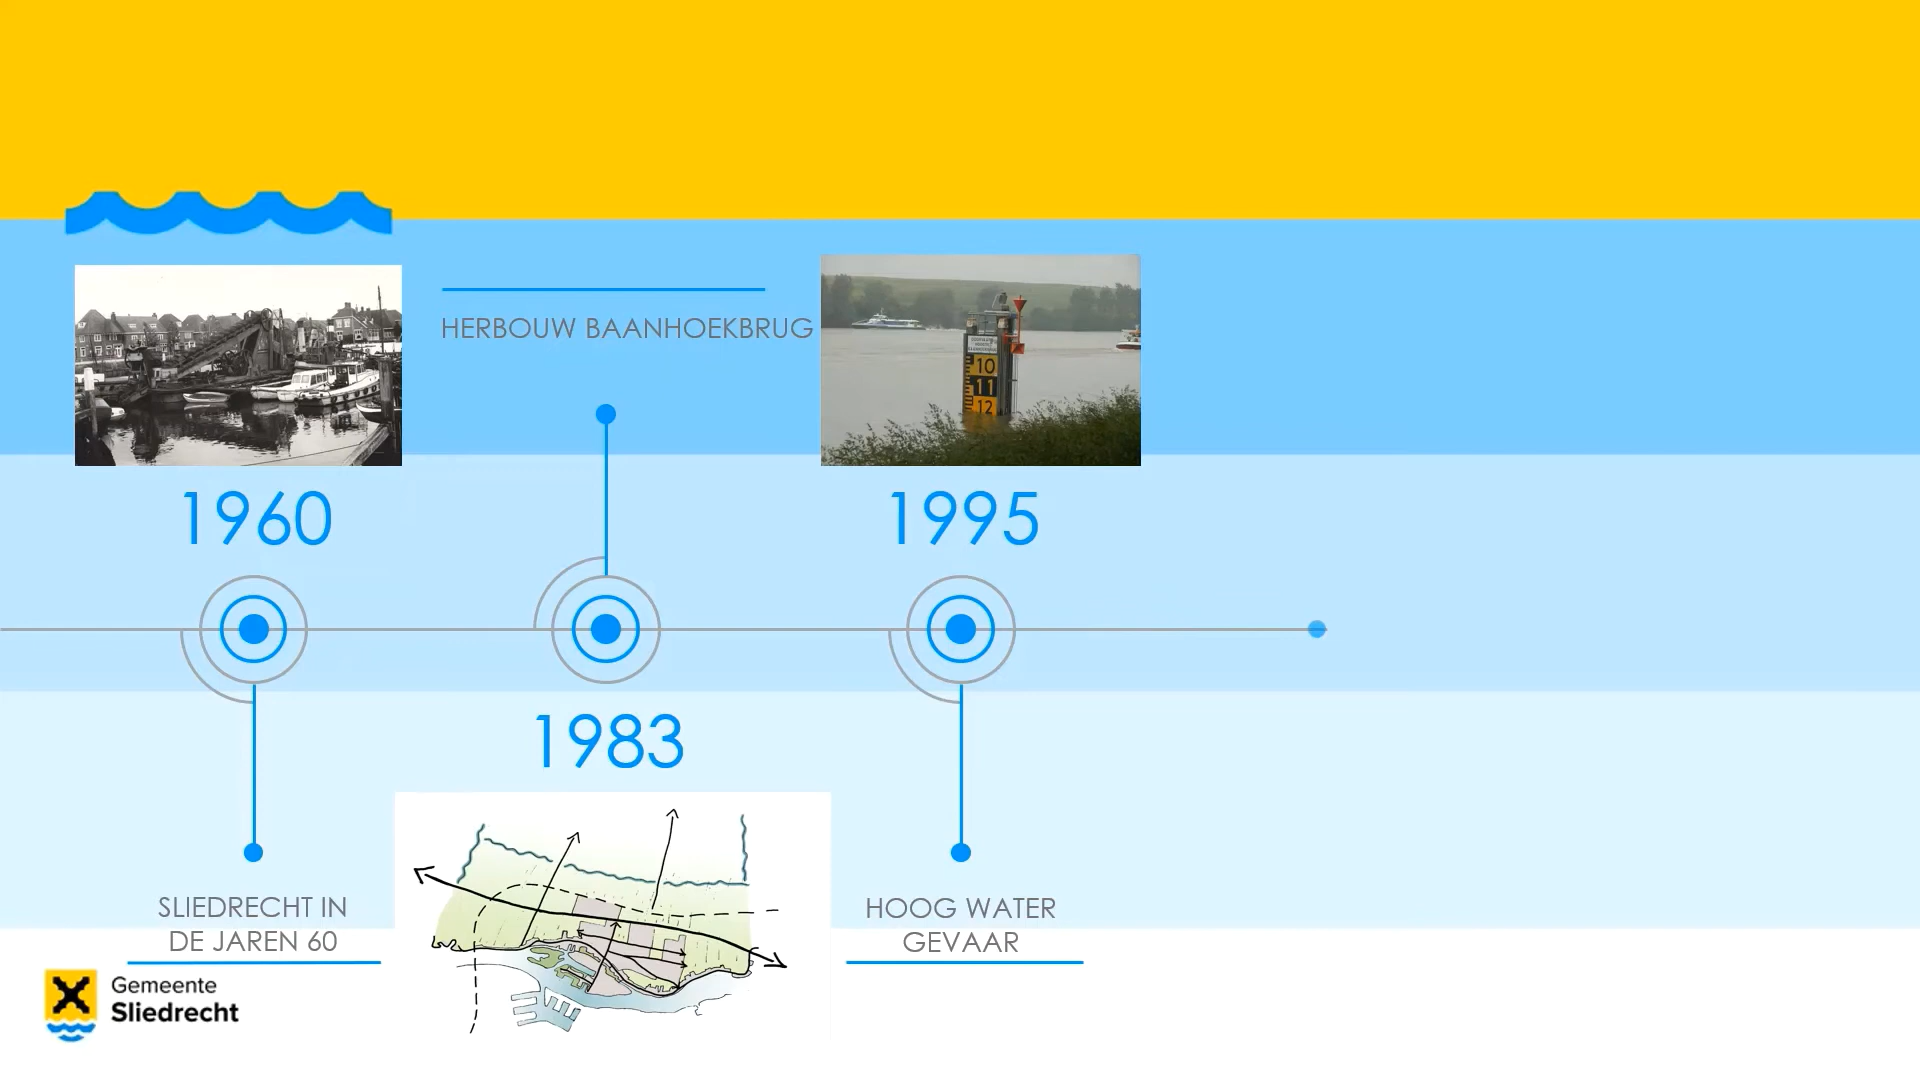 HERBOUW BAANHOEKBRUG
10
11
12
1960
1995
1983
SLIEDRECHT IN
DE JAREN 60
HOOG WATER
GEVAAR
Gemeente
Sliedrecht